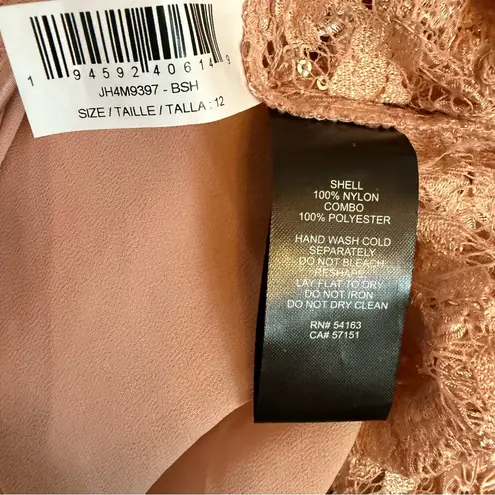 1 94592 40614 9
JH4M9397 - BSH
SIZE / TAILLE / TALLA : 12
SHELL
100% NYLON
COMBO
100% POLYESTER
HAND WASH COLD
SEPARATELY
DO NOT BLEACH
RESHAPE
LAY FLAT TO DRY
DO NOT IRON
DO NOT DRY CLEAN
RN# 54163
CA# 57151